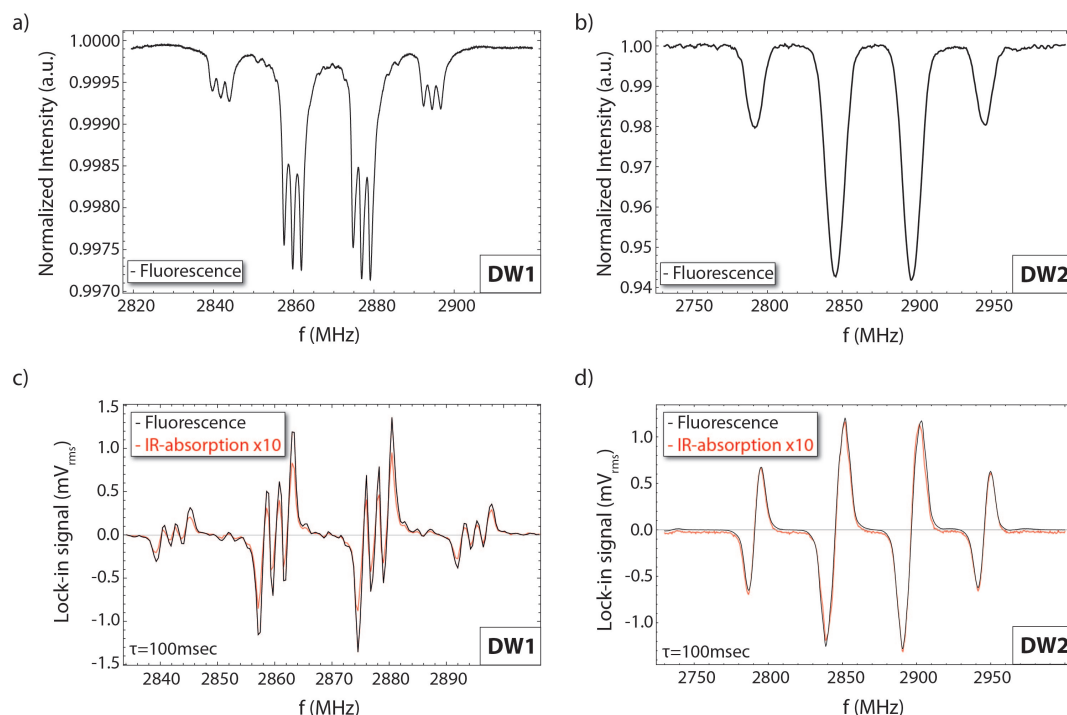 a)
1.0000
0.9995
0.9990
0.9985
0.9980
0.9975
0.9970
Normalized Intensity (a.u.)
- Fluorescence
DW1
2820 2840 2860 2880 2900
f (MHz)
b)
1.00
0.99
0.98
0.97
0.96
0.95
0.94
Normalized Intensity (a.u.)
- Fluorescence
DW2
2750 2800 2850 2900 2950
f (MHz)
c)
1.5
1.0
0.5
0.0
-0.5
-1.0
-1.5
Lock-in signal (mVrms)
- Fluorescence
- IR-absorption x10
τ=100msec
DW1
2840 2850 2860 2870 2880 2890
f (MHz)
d)
1.0
0.5
0.0
-0.5
-1.0
Lock-in signal (mVrms)
- Fluorescence
- IR-absorption x10
τ=100msec
DW2
2750 2800 2850 2900 2950
f (MHz)